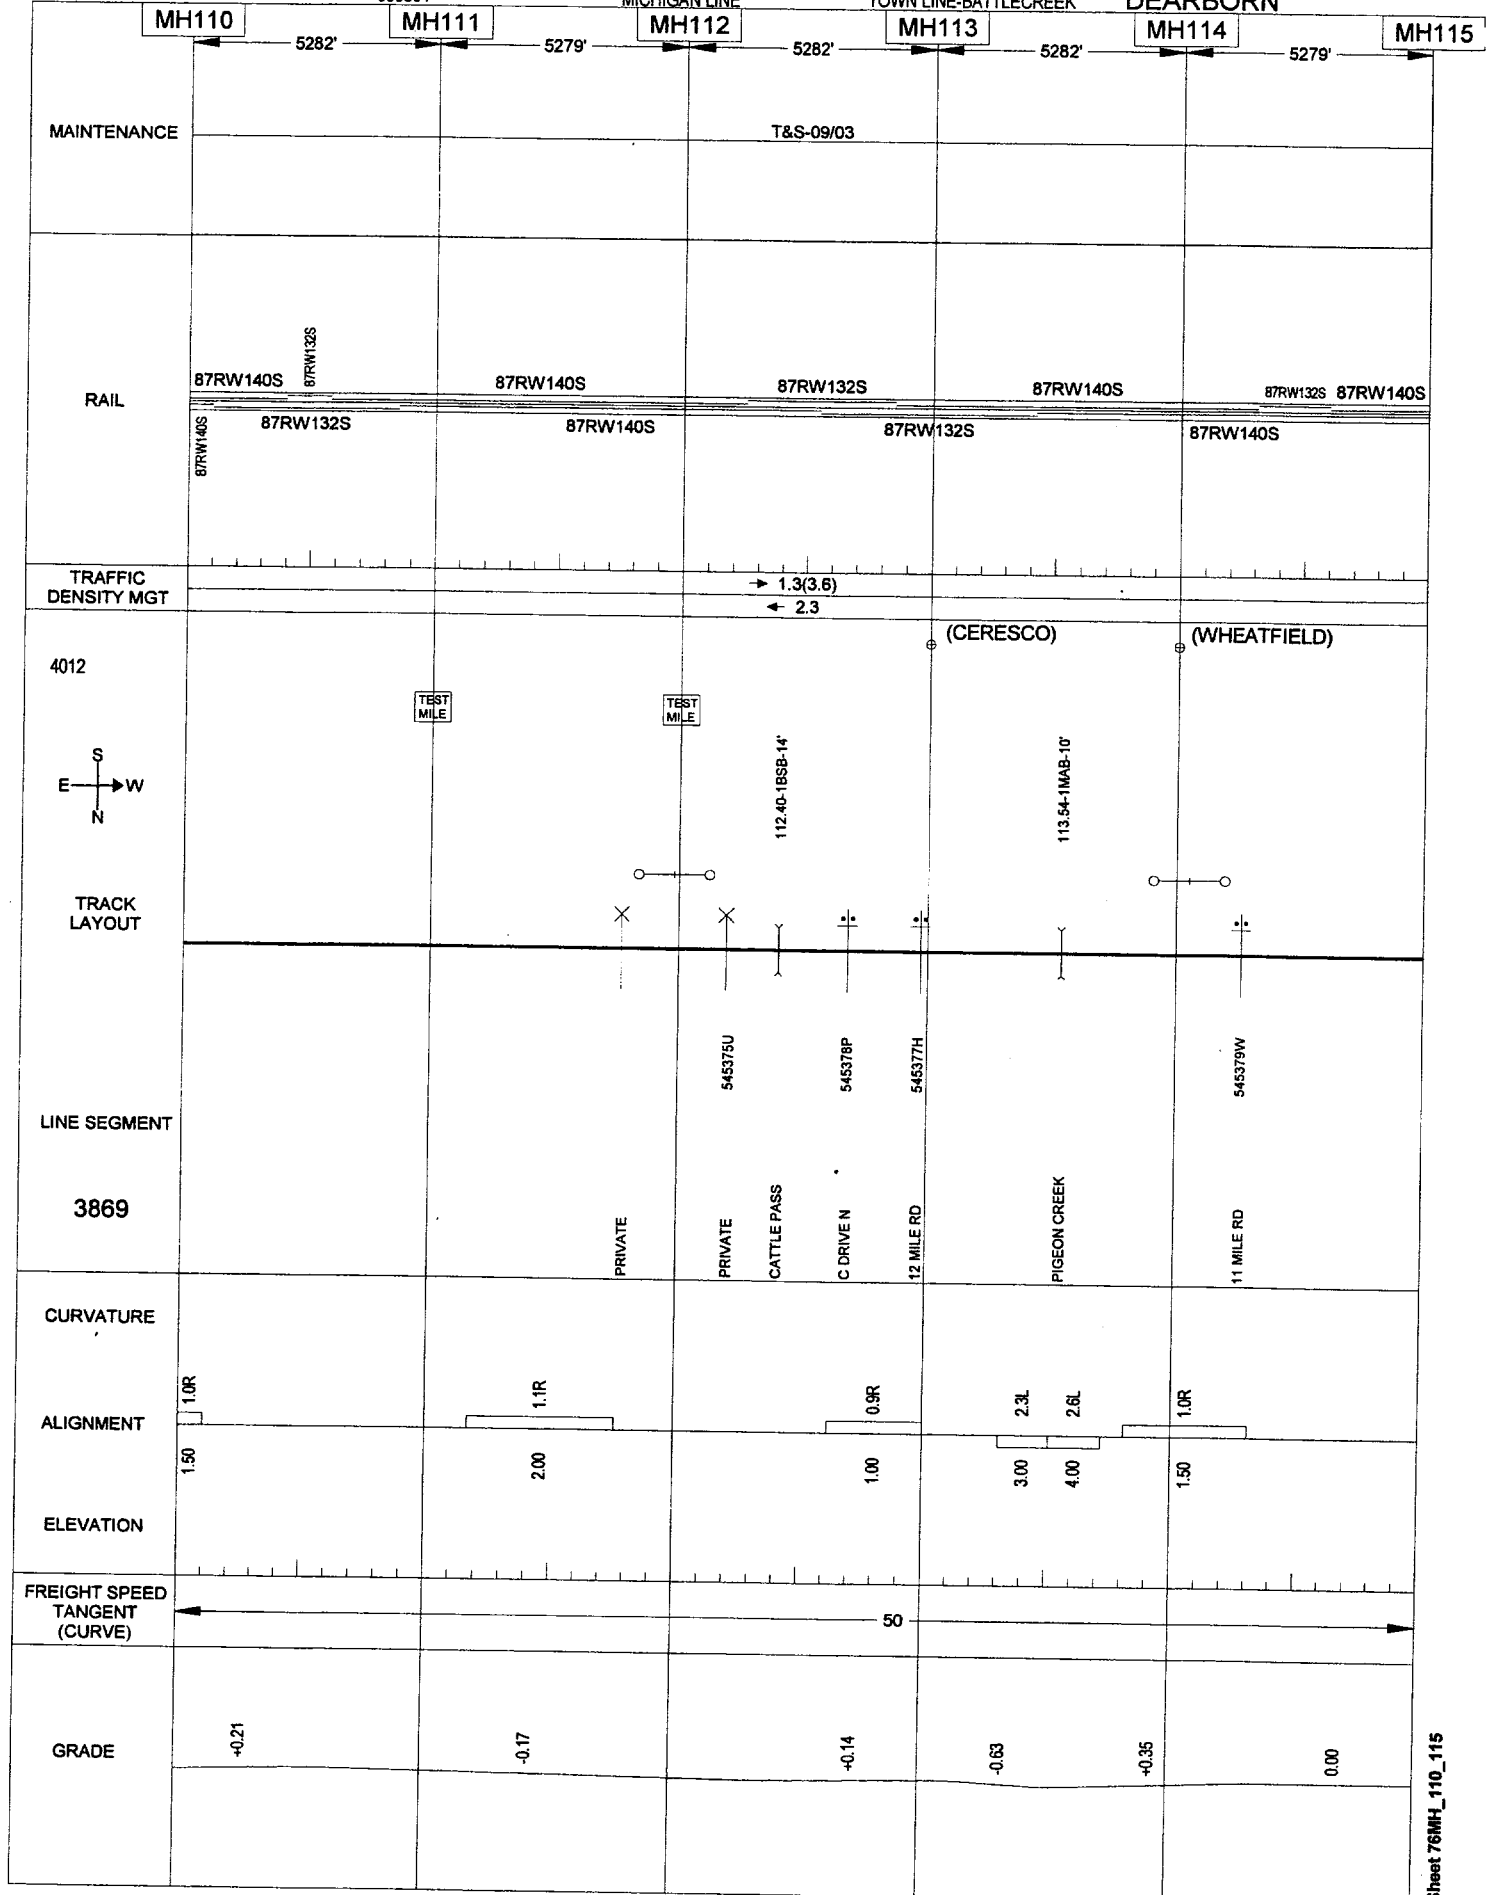 MICHIGAN LINE TOWN LINE-BATTLECREEK DEARBORN
MH110 MH111 MH112 MH113 MH114 MH115
5282' 5279' 5282' 5282' 5279'
MAINTENANCE T&S-09/03
87RW132S
87RW140S 87RW140S 87RW132S 87RW140S 87RW132S 87RW140S
RAIL
87RW140S 87RW132S 87RW140S 87RW132S 87RW140S
TRAFFIC
DENSITY MGT
→ 1.3(3.6)
← 2.3
(CERESCO) (WHEATFIELD)
4012
TEST
MILE
TEST
MILE
S
E W
N
112.40-1BSB-14'
113.54-1MAB-10'
TRACK
LAYOUT
545375U
545378P
545377H
545379W
LINE SEGMENT
3869
PRIVATE
PRIVATE
CATTLE PASS
C DRIVE N
12 MILE RD
PIGEON CREEK
11 MILE RD
CURVATURE
1.0R 1.1R 0.9R 2.3L 2.6L 1.0R
ALIGNMENT
1.50 2.00 1.00 3.00 4.00 1.50
ELEVATION
FREIGHT SPEED
TANGENT
(CURVE)
50
GRADE
+0.21 -0.17 +0.14 -0.63 +0.35 0.00
Sheet 76MH_110_115